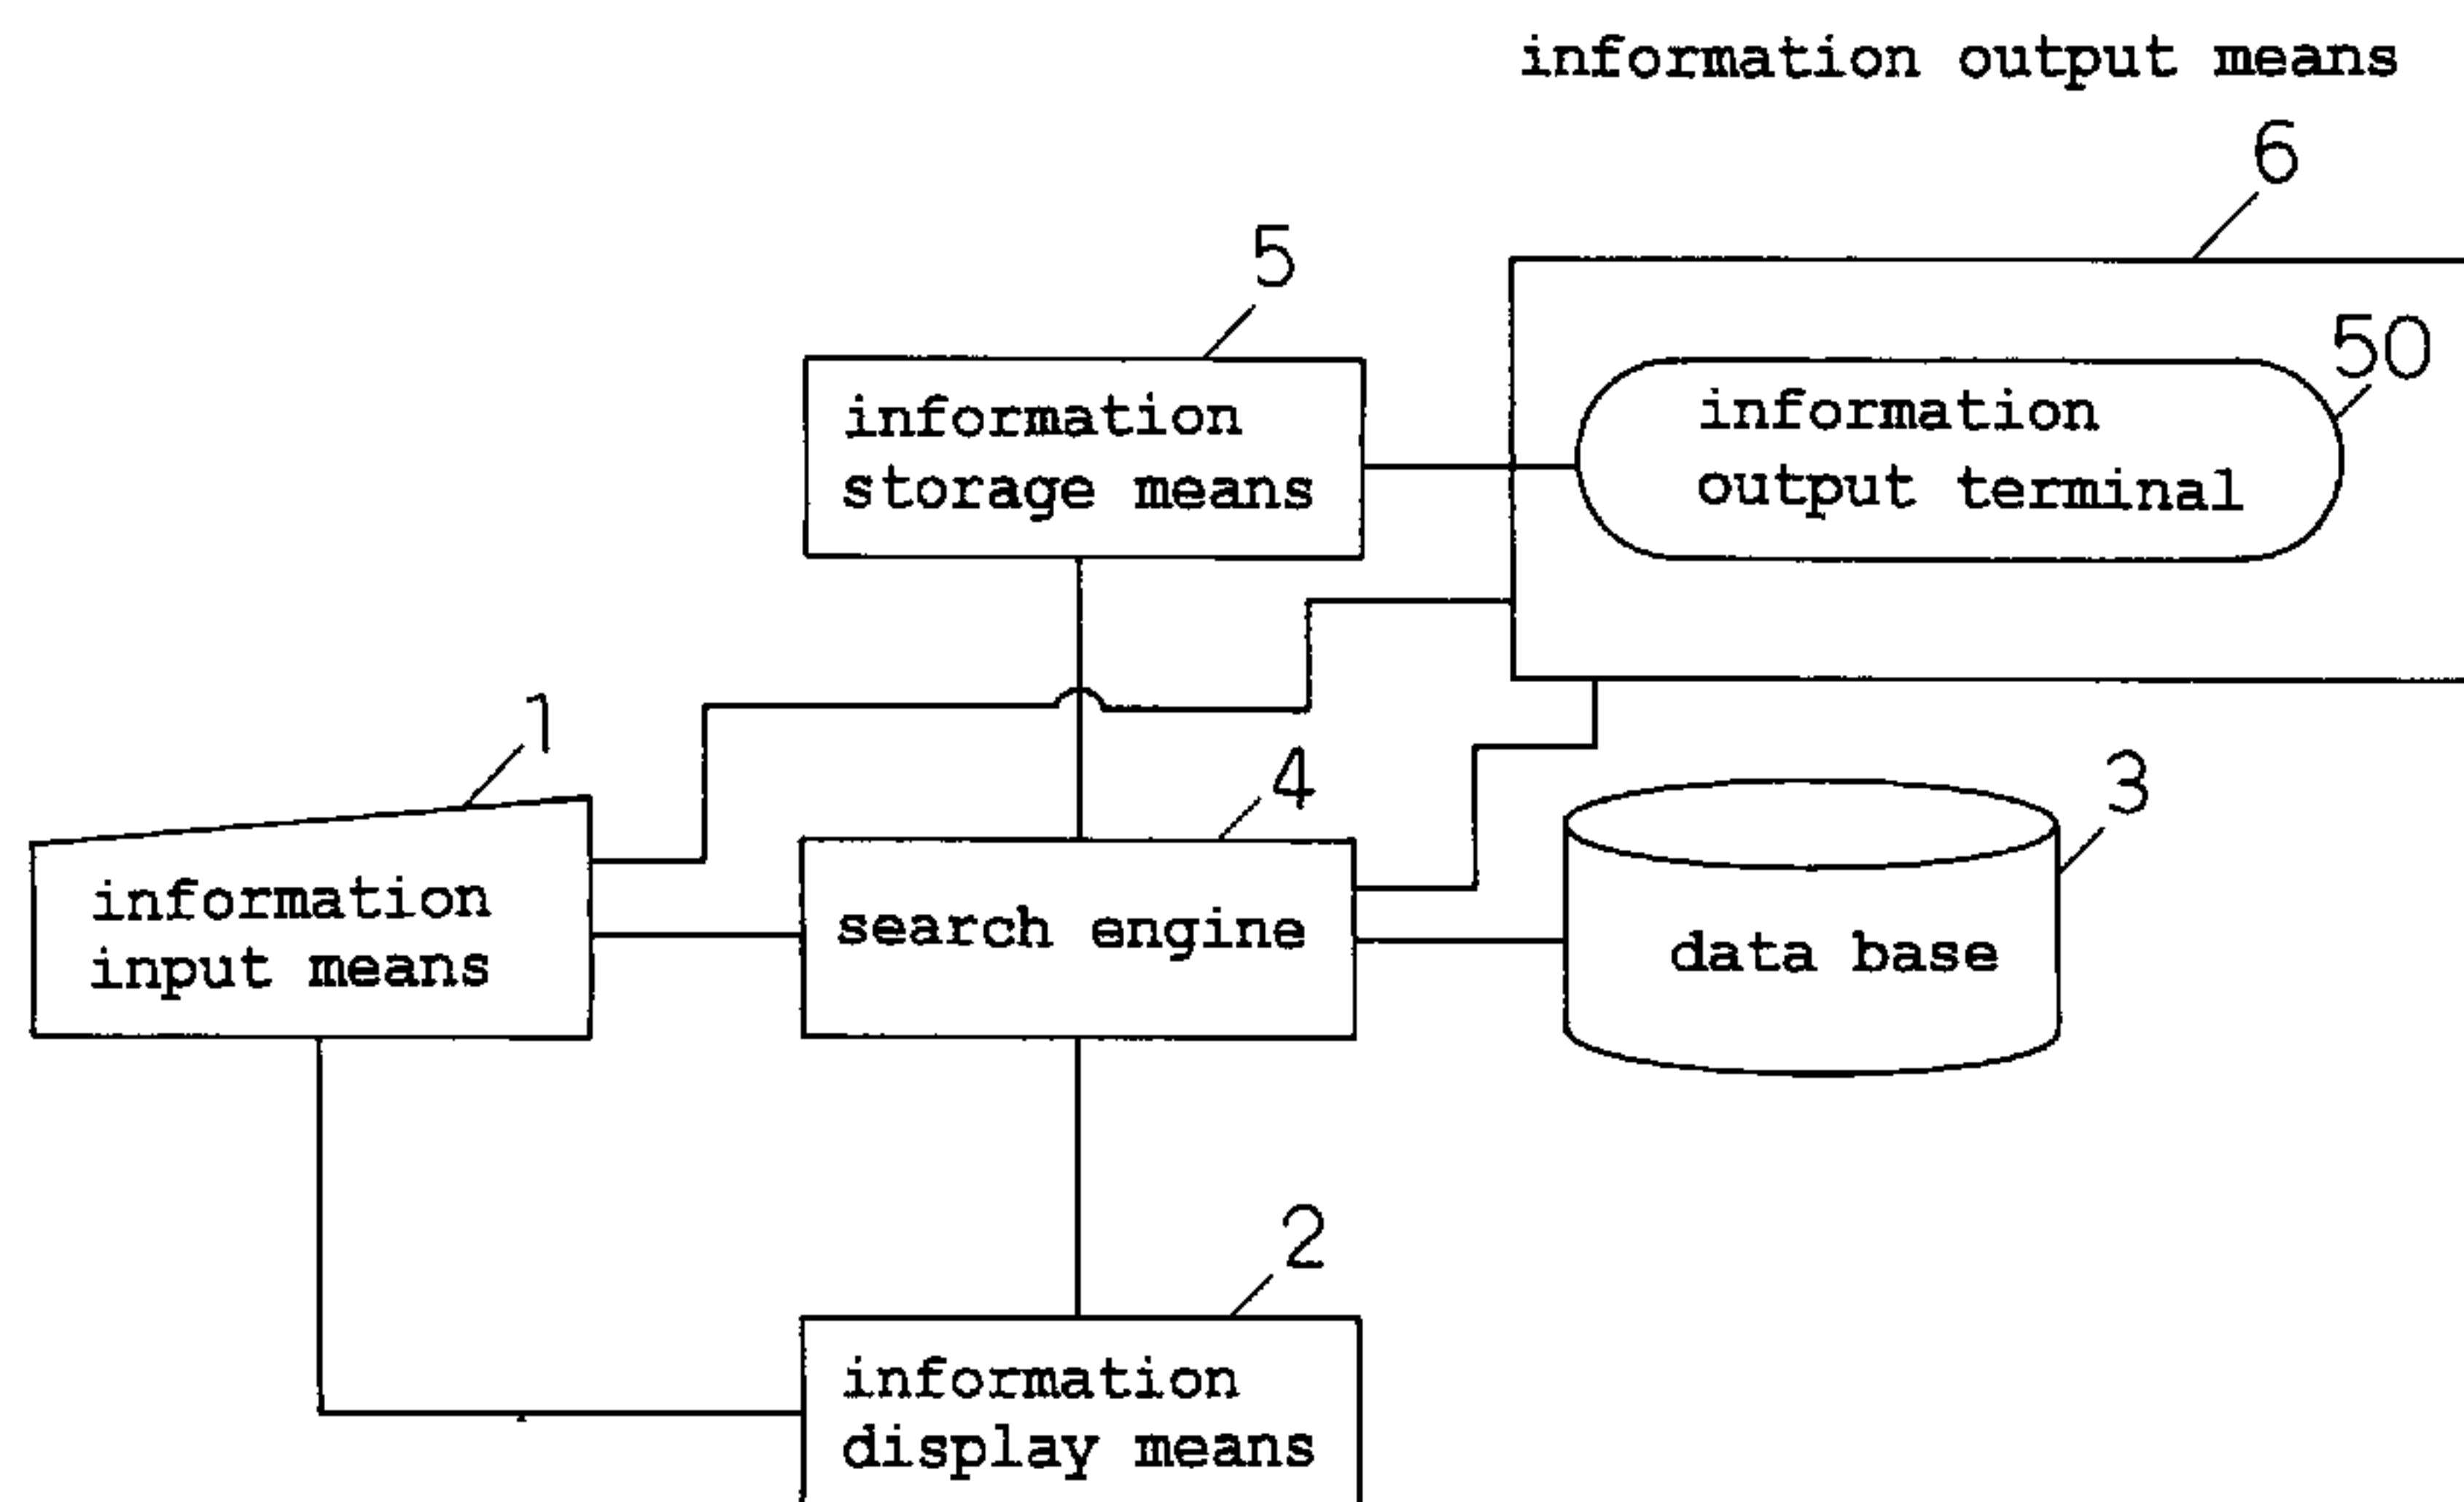 information output means
6
5
50
information
storage means
information
output terminal
1
4
3
information
input means
search engine
data base
2
information
display means